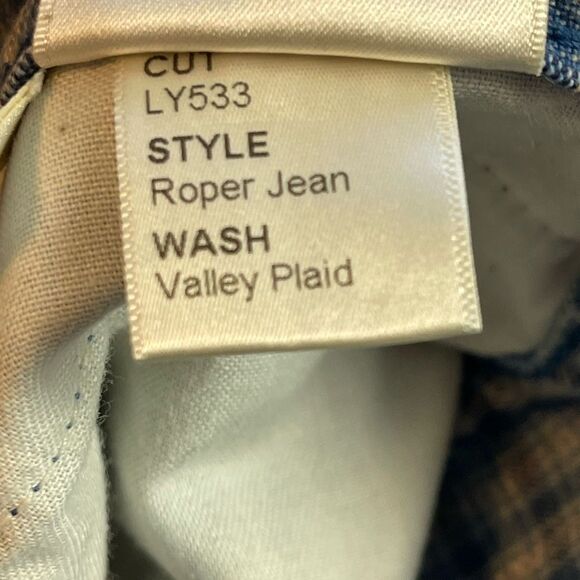 CUT
LY533
STYLE
Roper Jean
WASH
Valley Plaid